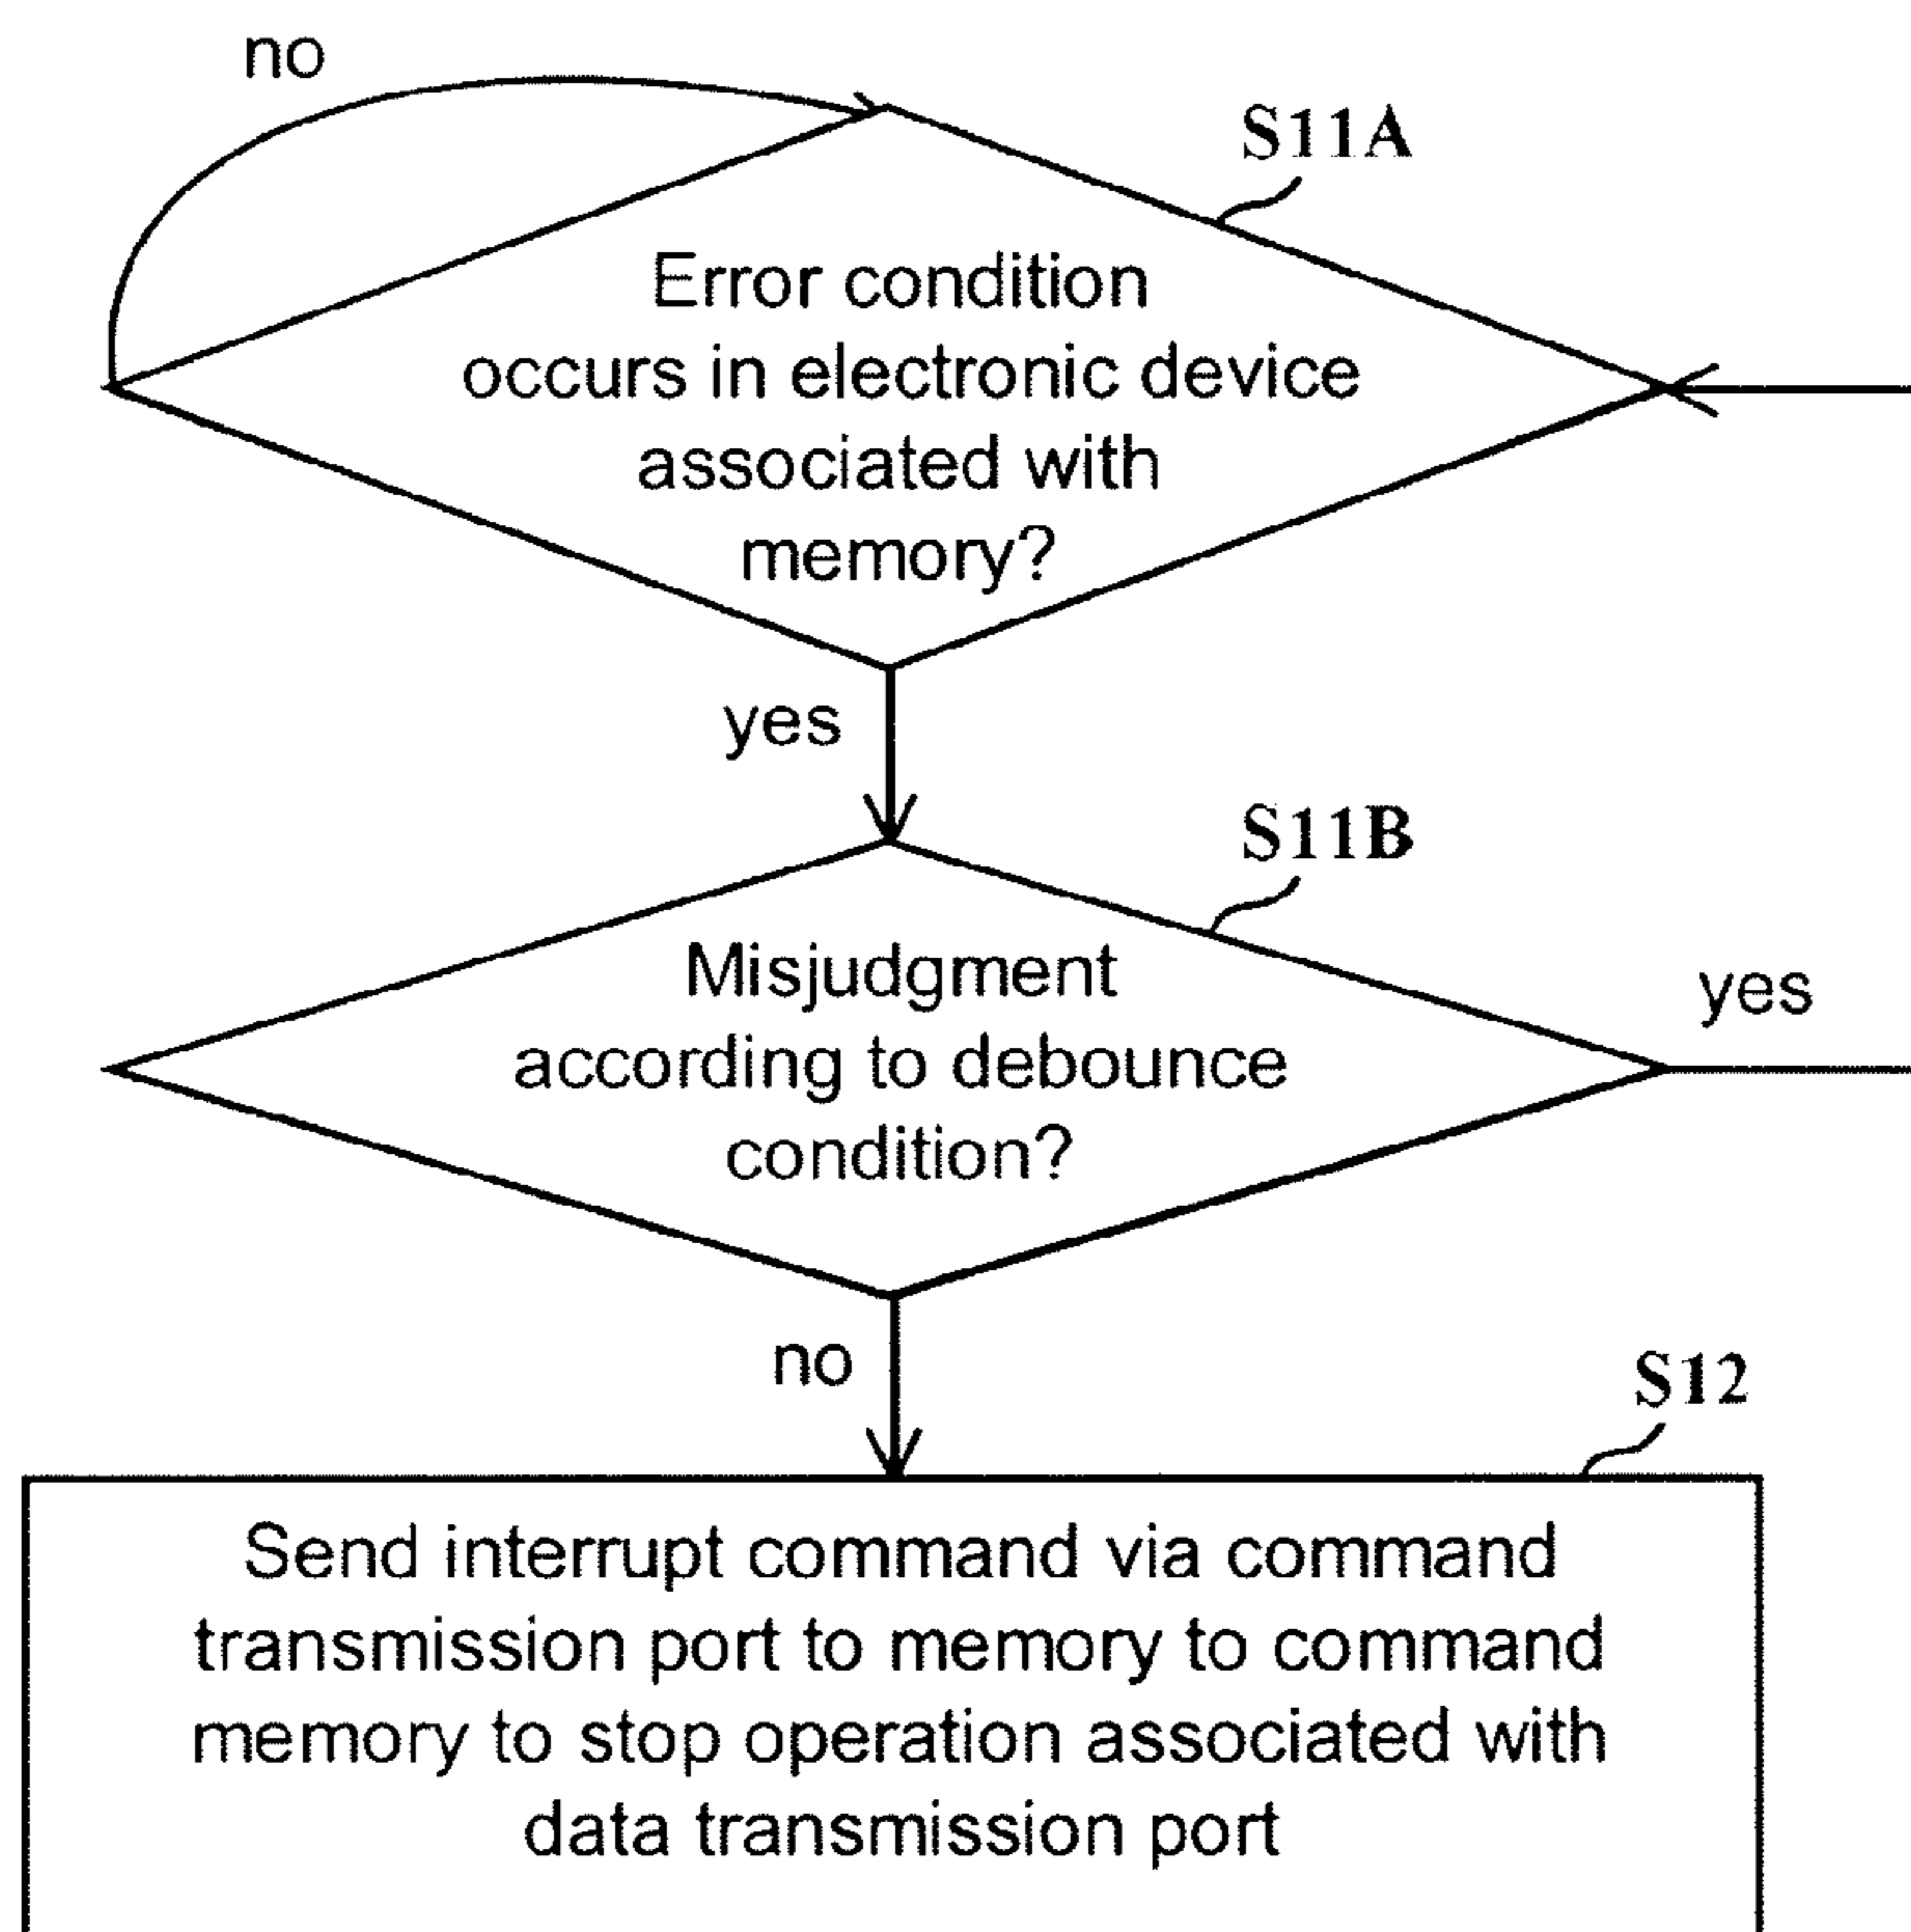 no
S11A
Error condition
occurs in electronic device
associated with
memory?
yes
S11B
Misjudgment
according to debounce
condition?
yes
no
S12
Send interrupt command via command
transmission port to memory to command
memory to stop operation associated with
data transmission port